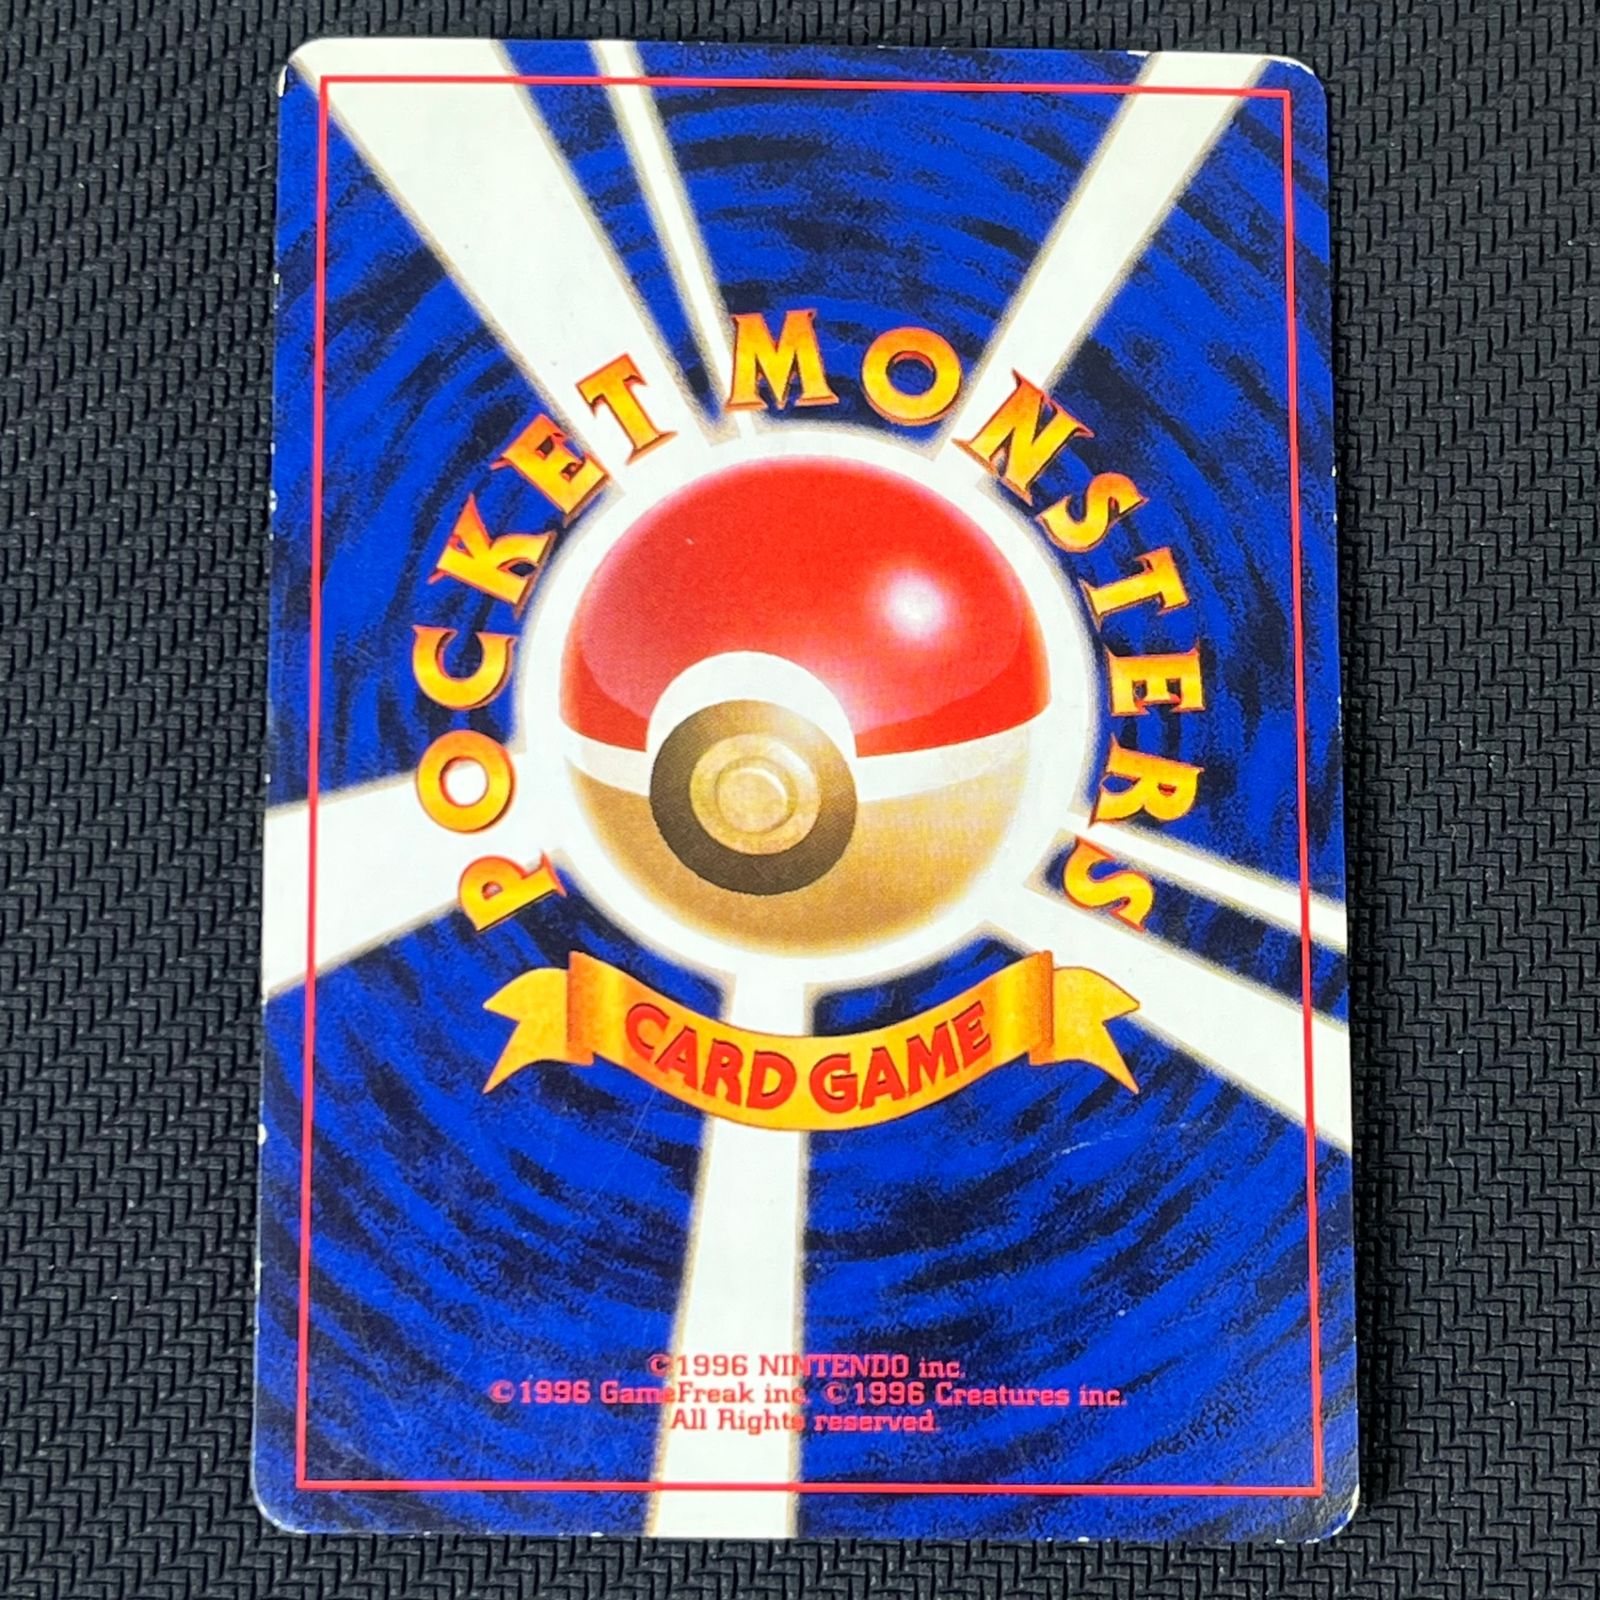 POCKET MONSTERS
CARD GAME
©1996 NINTENDO inc.
©1996 GameFreak inc. ©1996 Creatures inc.
All Rights reserved.